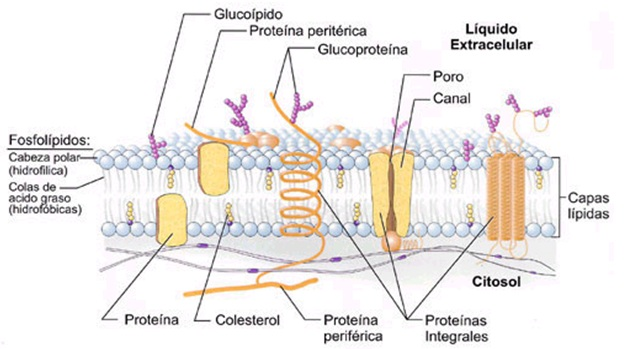 Glucoípido
Proteína peritérica
Glucoproteína
Líquido
Extracelular
Poro
Canal
Fosfolípidos:
Cabeza polar
(hidrofilica)
Colas de
acido graso
(hidrofóbicas)
Capas
lípidas
Citosol
Proteína
Colesterol
Proteína
periférica
Proteínas
Integrales